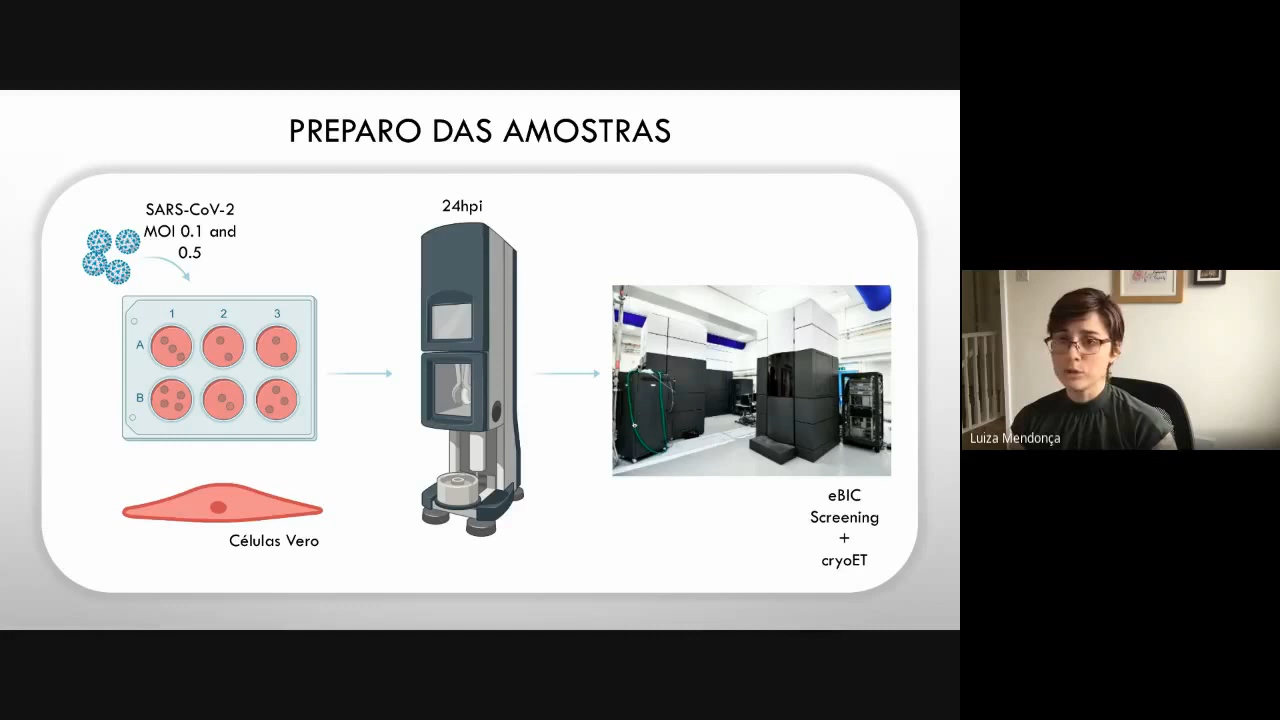 PREPARO DAS AMOSTRAS
SARS-CoV-2
MOI 0.1 and
0.5
1 2 3
A
B
Células Vero
24hpi
eBIC
Screening
+
cryoET
Luiza Mendonça